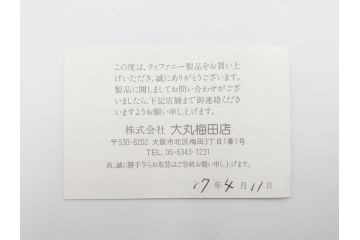 この度は、ティファニー製品をお買い上
げいただき、誠にありがとうございます。
製品に関しましてお問い合わせがござ
いましたら、下記店舗まで御連絡くださ
いますようお願い申し上げます。
株式会社 大丸梅田店
〒530-8202 大阪市北区梅田3丁目1番1号
TEL. 06-6343-1231
尚、誠に勝手乍らお取替はご容赦お願い申し上げます。
'7年4月11日